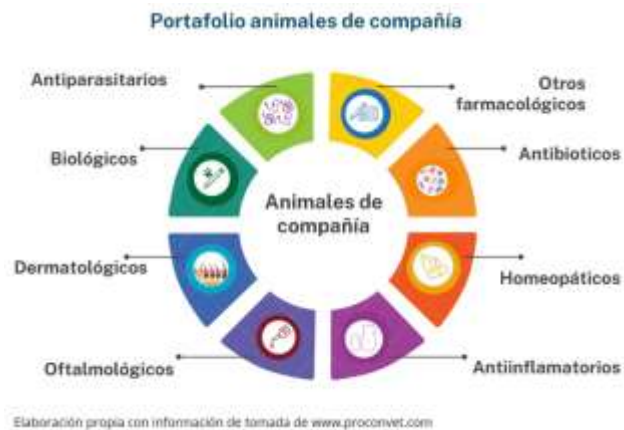 Portafolio animales de compañía
Antiparasitarios
Otros
farmacológicos
Biológicos
Antibioticos
Animales de
compañía
Dermatológicos
Homeopáticos
Oftalmológicos
Antiinflamatorios
Elaboración propia con información de tomada de www.proconvet.com